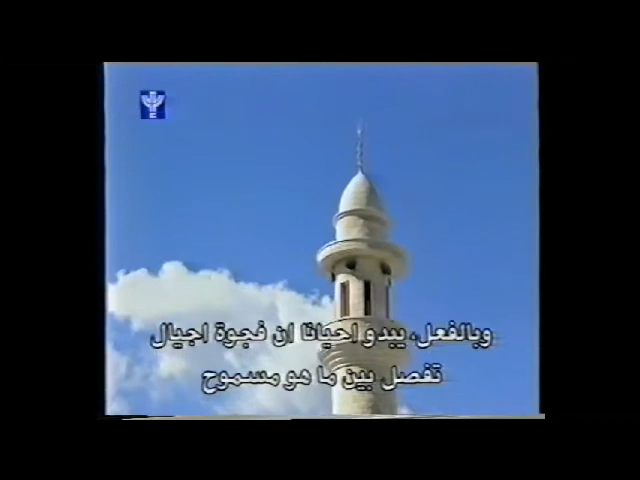 وبالفعل، يبدو احيانا ان فجوة اجيال
تفصل بين ما هو مسموح